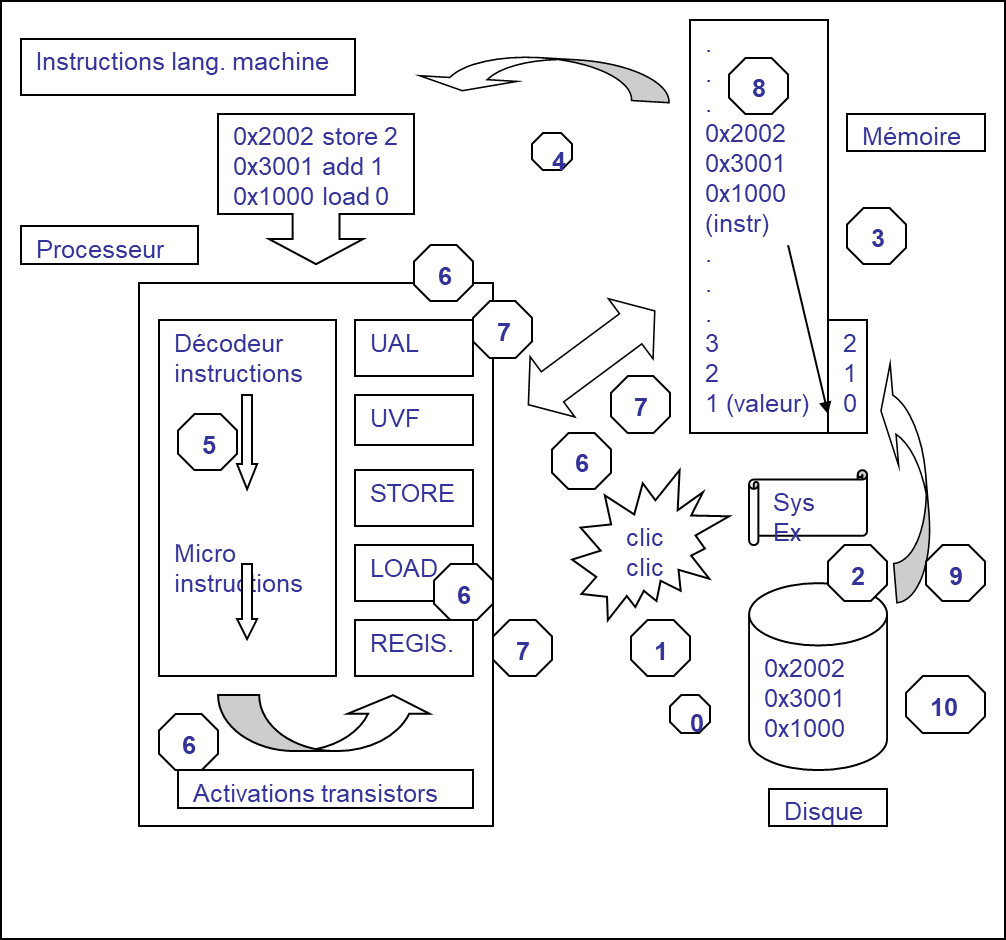 Instructions lang. machine
0x2002 store 2
0x3001 add 1
0x1000 load 0
Processeur
6
7
Décodeur
instructions
5
Micro
instructions
UAL
UVF
STORE
LOAD
6
REGIS.
7
6
Activations transistors
4
.
.
.
8
0x2002
0x3001
0x1000
(instr)
.
.
.
3
2
1 (valeur)
2
1
0
Mémoire
3
7
6
clic
clic
1
0
Sys
Ex
2
9
0x2002
0x3001
0x1000
10
Disque